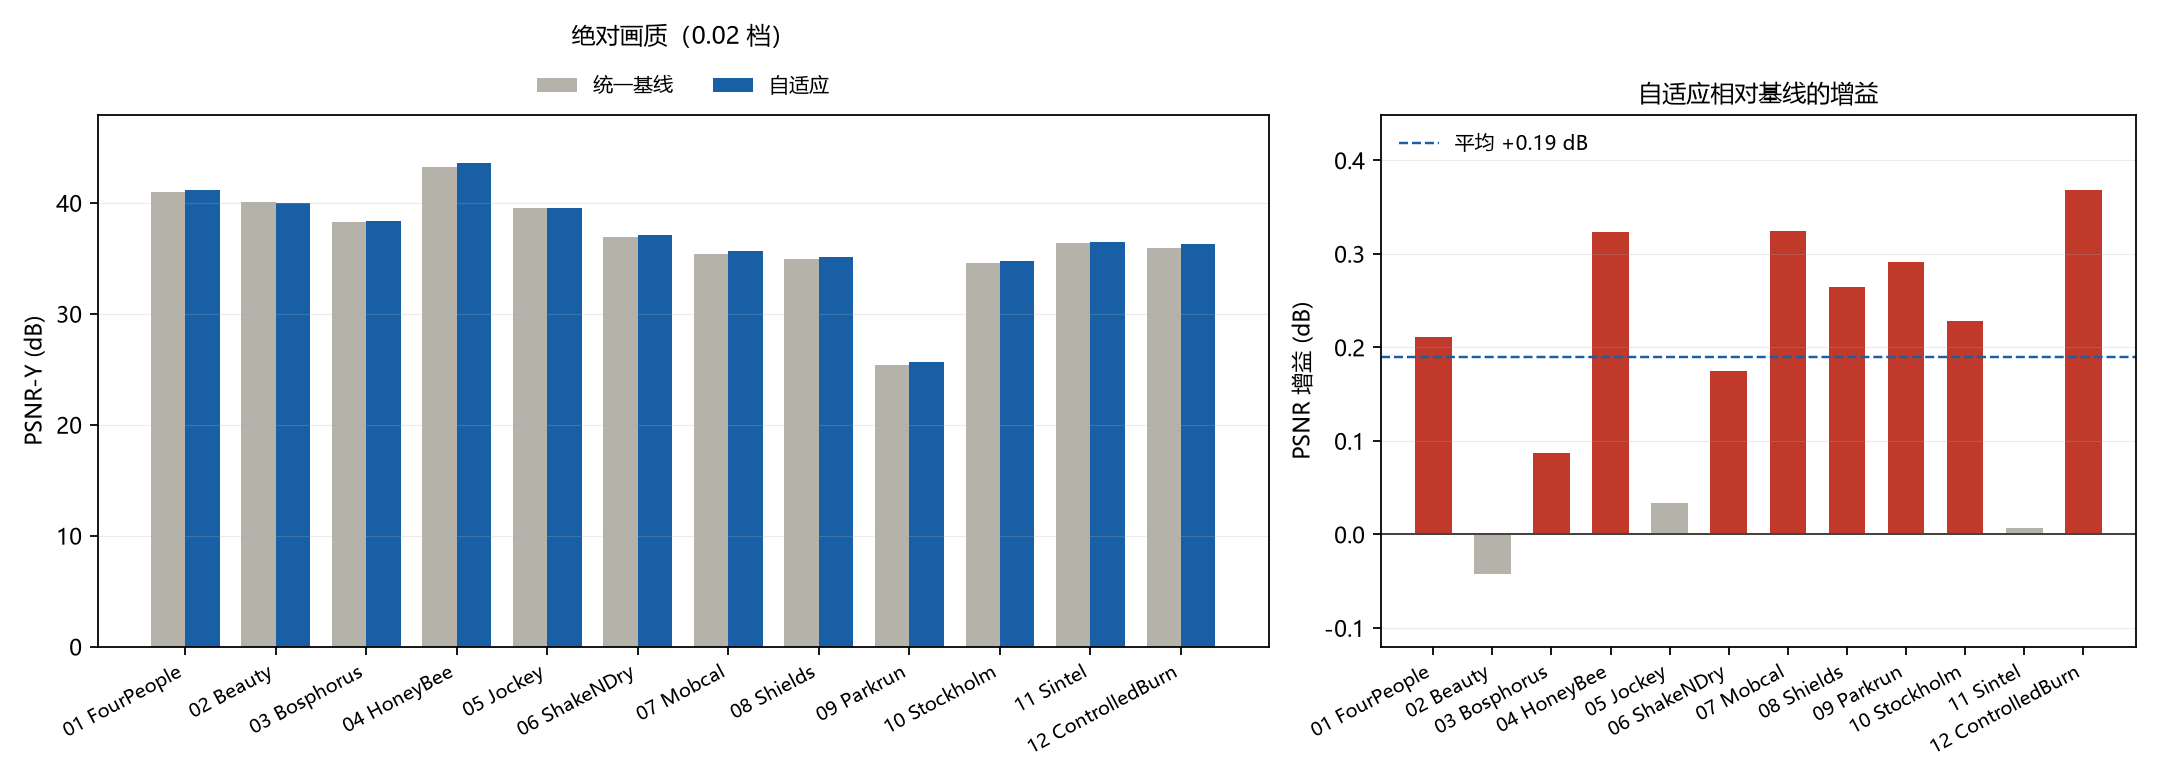 绝对画质（0.02 档）
统一基线
自适应
PSNR-Y (dB)
40
30
20
10
0
01 FourPeople
02 Beauty
03 Bosphorus
04 HoneyBee
05 Jockey
06 ShakeNDry
07 Mobcal
08 Shields
09 Parkrun
10 Stockholm
11 Sintel
12 ControlledBurn
自适应相对基线的增益
平均 +0.19 dB
PSNR 增益 (dB)
0.4
0.3
0.2
0.1
0.0
-0.1
01 FourPeople
02 Beauty
03 Bosphorus
04 HoneyBee
05 Jockey
06 ShakeNDry
07 Mobcal
08 Shields
09 Parkrun
10 Stockholm
11 Sintel
12 ControlledBurn